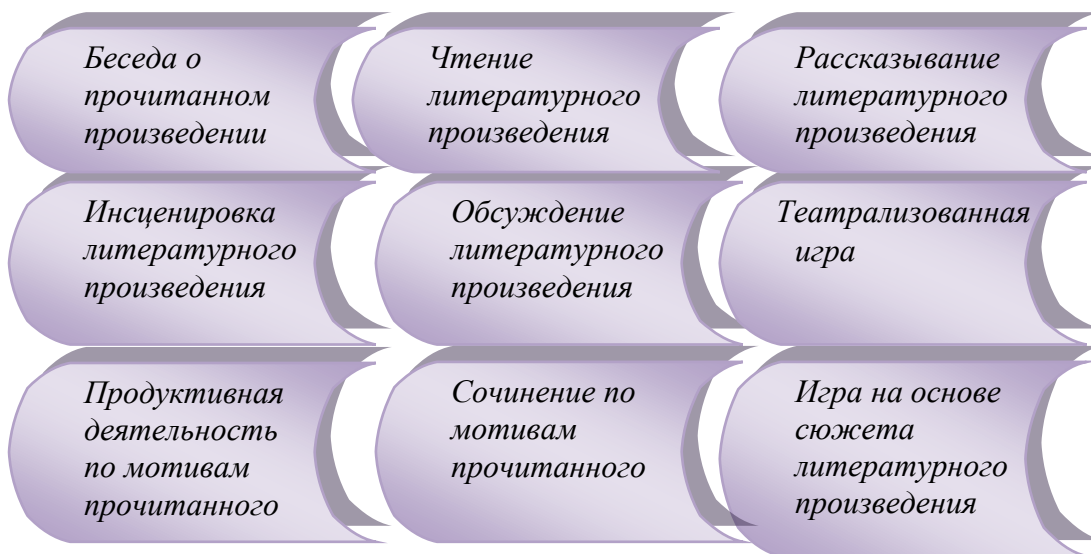 Беседа о
прочитанном
произведении
Чтение
литературного
произведения
Рассказывание
литературного
произведения
Инсценировка
литературного
произведения
Обсуждение
литературного
произведения
Театрализованная
игра
Продуктивная
деятельность
по мотивам
прочитанного
Сочинение по
мотивам
прочитанного
Игра на основе
сюжета
литературного
произведения